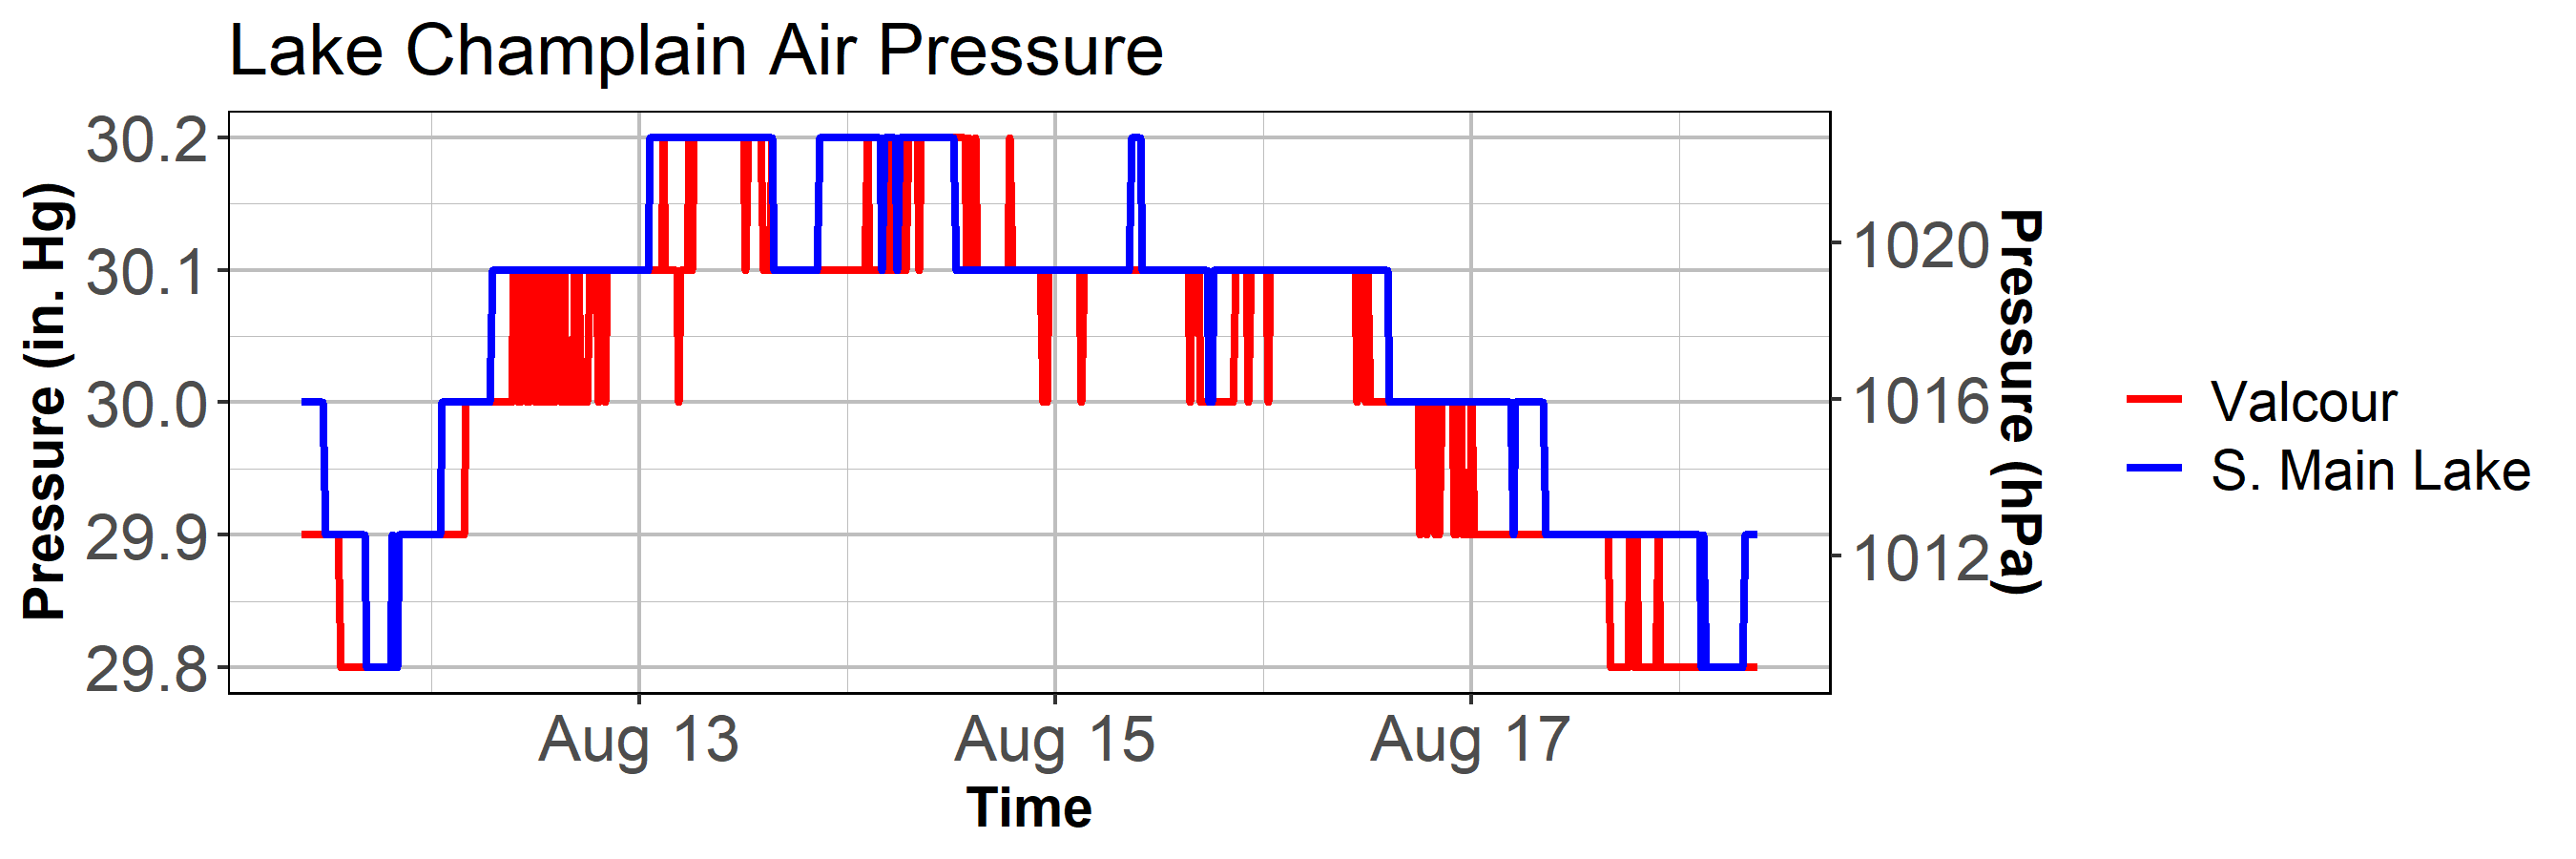 Lake Champlain Air Pressure
Pressure (in. Hg)
30.2
30.1
30.0
29.9
29.8
1020
1016
1012
Pressure (hPa)
Valcour
S. Main Lake
Aug 13
Aug 15
Aug 17
Time